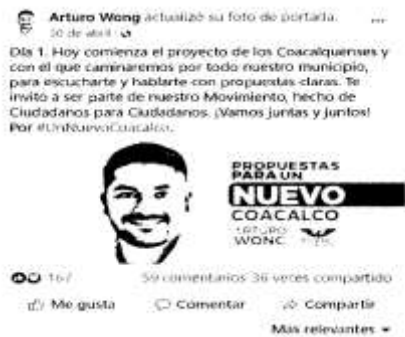 Arturo Wong actualizó su foto de portada.
30 de abril
Día 1. Hoy comienza el proyecto de los Coacalquenses y
con el que caminaremos por todo nuestro municipio,
para escucharte y hablarte con propuestas claras. Te
invito a ser parte de nuestro Movimiento, hecho de
Ciudadanos para Ciudadanos. ¡Vamos juntas y juntos!
Por #UnNuevoCoacalco.
PROPUESTAS
PARA UN
NUEVO
COACALCO
ARTURO
WONG
167
59 comentarios 36 veces compartido
Me gusta
Comentar
Compartir
Más relevantes